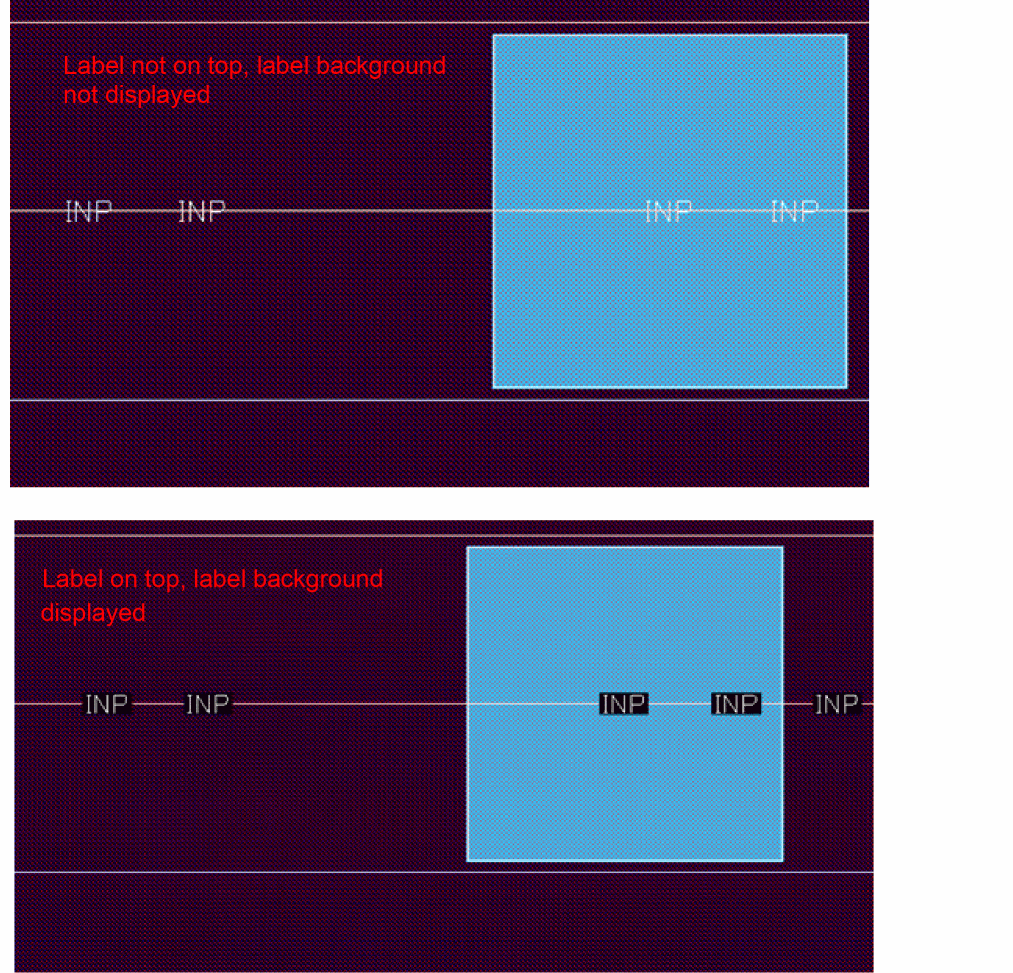 Label not on top, label background
not displayed
INP INP INP INP
Label on top, label background
displayed
INP INP INP INP INP